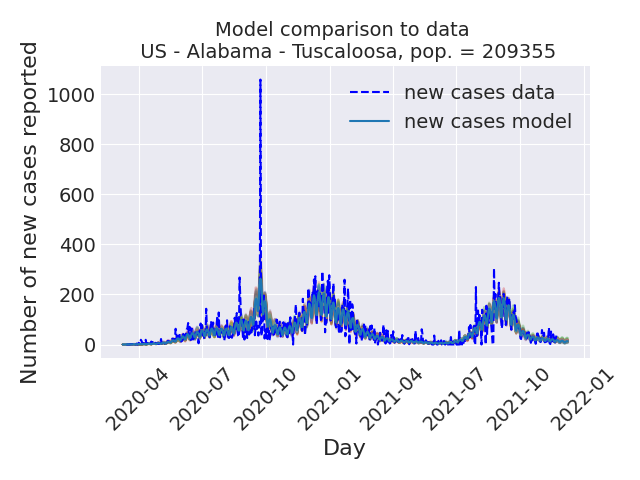 Model comparison to data
US - Alabama - Tuscaloosa, pop. = 209355
Number of new cases reported
1000
800
600
400
200
0
new cases data
new cases model
2020-04
2020-07
2020-10
2021-01
2021-04
2021-07
2021-10
2022-01
Day